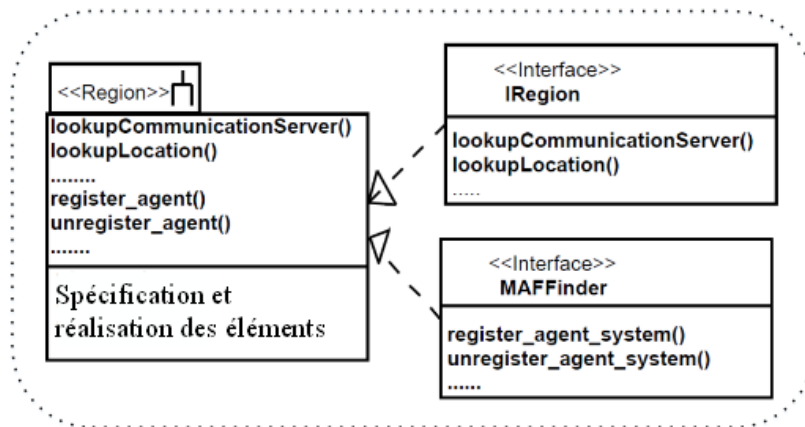 <<Region>>
lookupCommunicationServer()
lookupLocation()
........
register_agent()
unregister_agent()
.......
Spécification et
réalisation des éléments
<<Interface>>
IRegion
lookupCommunicationServer()
lookupLocation()
.....
<<Interface>>
MAFFinder
register_agent_system()
unregister_agent_system()
......